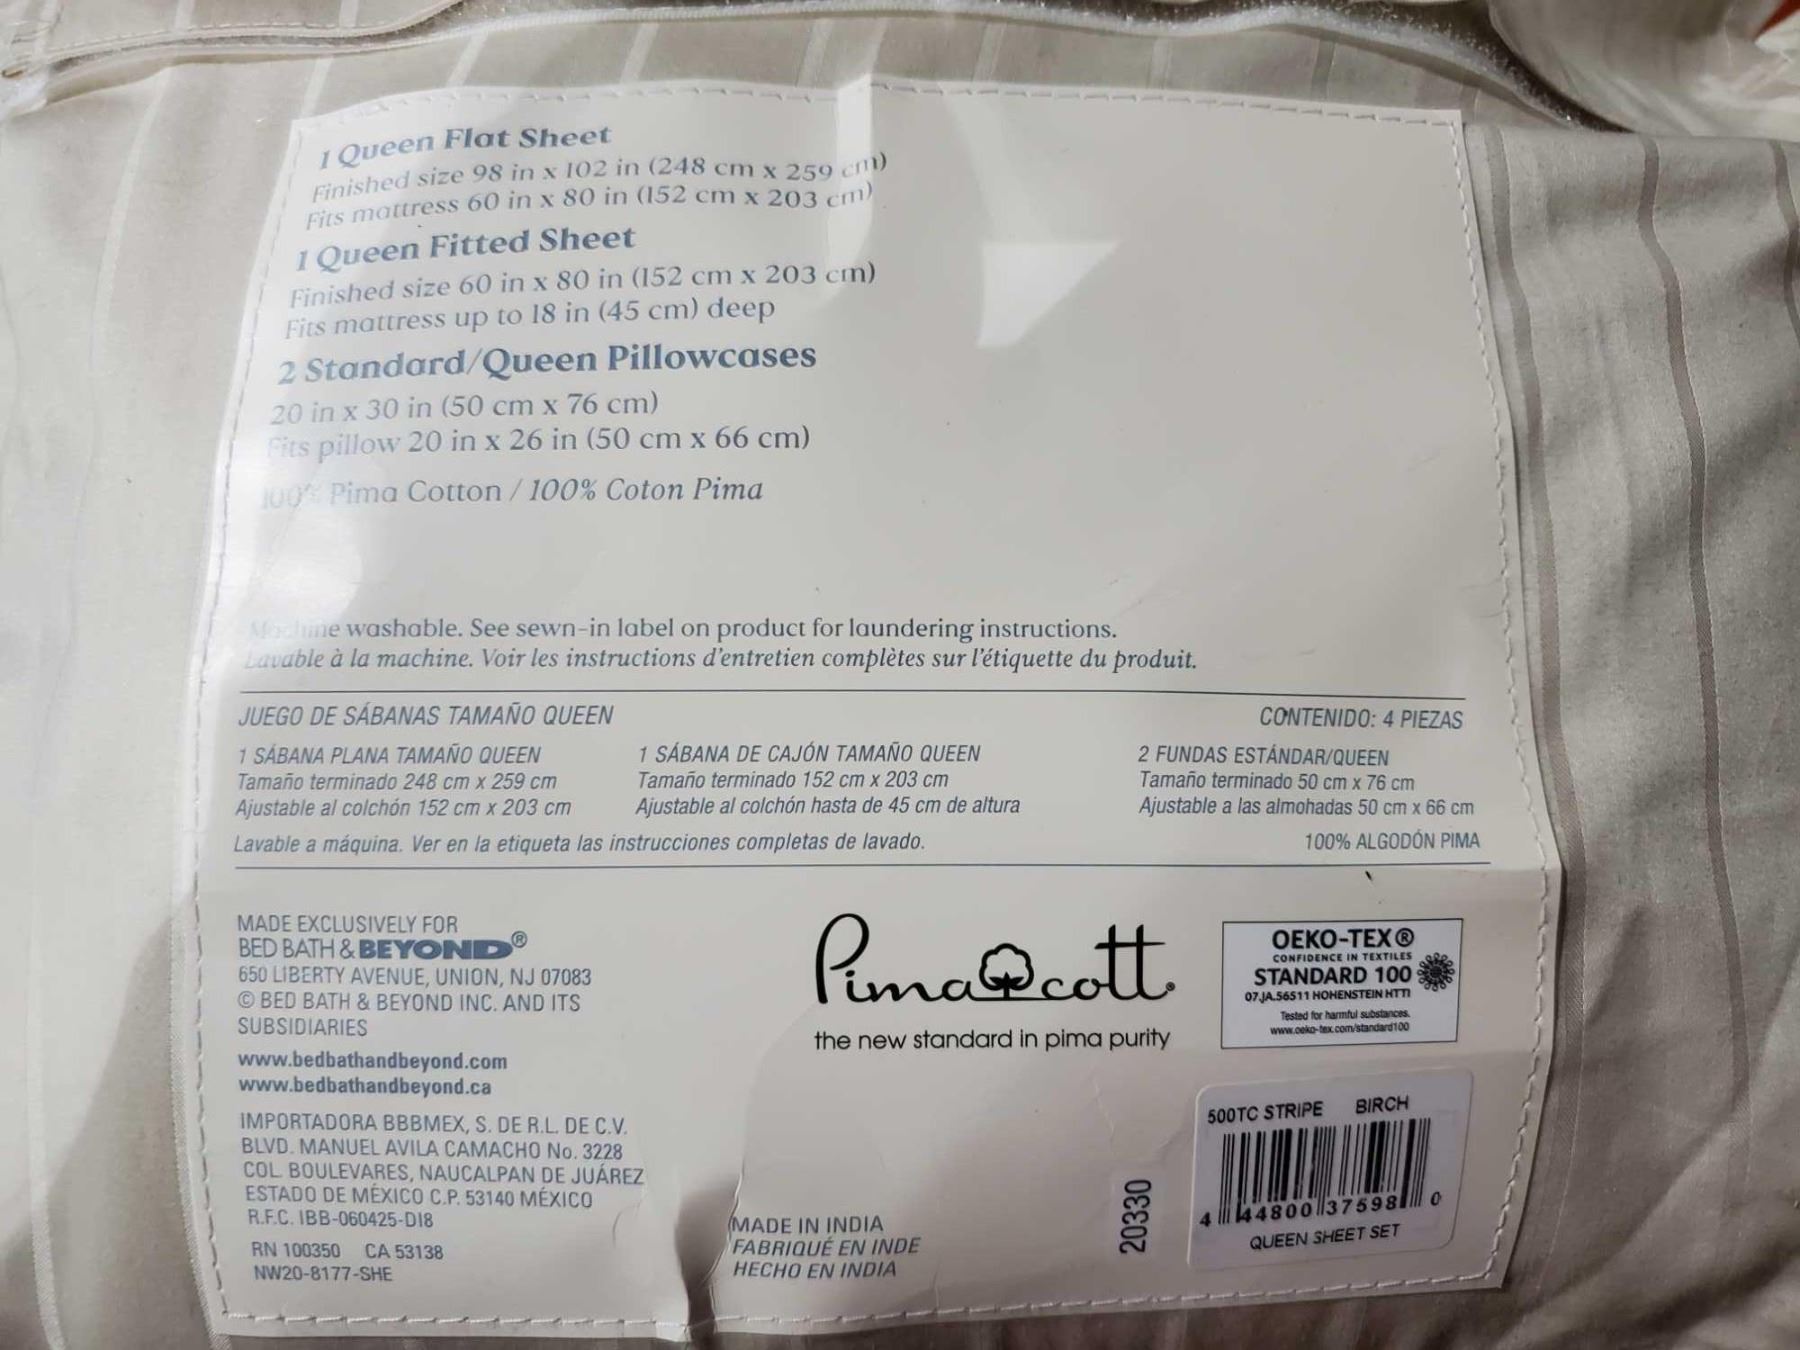 1 Queen Flat Sheet
Finished size 98 in x 102 in (248 cm x 259 cm)
Fits mattress 60 in x 80 in (152 cm x 203 cm)
1 Queen Fitted Sheet
Finished size 60 in x 80 in (152 cm x 203 cm)
Fits mattress up to 18 in (45 cm) deep
2 Standard/Queen Pillowcases
20 in x 30 in (50 cm x 76 cm)
Fits pillow 20 in x 26 in (50 cm x 66 cm)
100% Pima Cotton / 100% Coton Pima
Machine washable. See sewn-in label on product for laundering instructions.
Lavable à la machine. Voir les instructions d'entretien complètes sur l'étiquette du produit.
JUEGO DE SÁBANAS TAMAÑO QUEEN
CONTENIDO: 4 PIEZAS
1 SÁBANA PLANA TAMAÑO QUEEN
Tamaño terminado 248 cm x 259 cm
Ajustable al colchón 152 cm x 203 cm
1 SÁBANA DE CAJÓN TAMAÑO QUEEN
Tamaño terminado 152 cm x 203 cm
Ajustable al colchón hasta de 45 cm de altura
2 FUNDAS ESTÁNDAR/QUEEN
Tamaño terminado 50 cm x 76 cm
Ajustable a las almohadas 50 cm x 66 cm
Lavable a máquina. Ver en la etiqueta las instrucciones completas de lavado.
100% ALGODÓN PIMA
MADE EXCLUSIVELY FOR
BED BATH & BEYOND®
650 LIBERTY AVENUE, UNION, NJ 07083
© BED BATH & BEYOND INC. AND ITS
SUBSIDIARIES
www.bedbathandbeyond.com
www.bedbathandbeyond.ca
IMPORTADORA BBBMEX, S. DE R.L. DE C.V.
BLVD. MANUEL AVILA CAMACHO No. 3228
COL. BOULEVARES, NAUCALPAN DE JUÁREZ
ESTADO DE MÉXICO C.P. 53140 MÉXICO
R.F.C. IBB-060425-DI8
RN 100350 CA 53138
NW20-8177-SHE
Pimacott
the new standard in pima purity
OEKO-TEX®
CONFIDENCE IN TEXTILES
STANDARD 100
07.JA.56511 HOHENSTEIN HTTI
Tested for harmful substances.
www.oeko-tex.com/standard100
MADE IN INDIA
FABRIQUÉ EN INDE
HECHO EN INDIA
20330
500TC STRIPE BIRCH
4 44800 37598 0
QUEEN SHEET SET